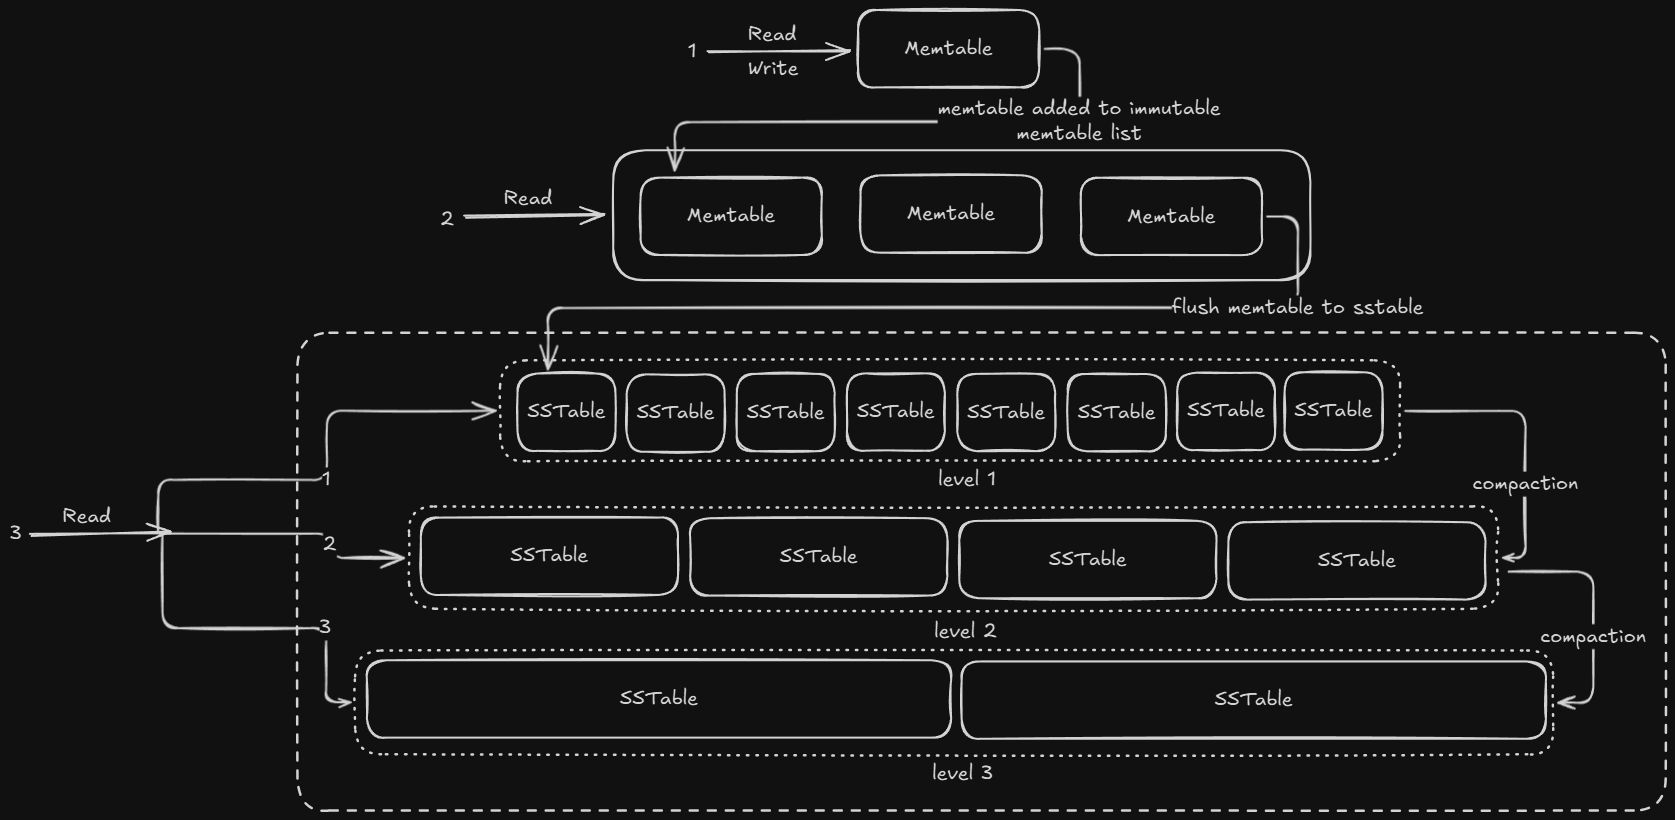 Read
1
Memtable
Write
memtable added to immutable
memtable list
Read
2
Memtable
Memtable
Memtable
flush memtable to sstable
SSTable
SSTable
SSTable
SSTable
SSTable
SSTable
SSTable
SSTable
1
level 1
compaction
3
Read
2
SSTable
SSTable
SSTable
SSTable
3
level 2
compaction
SSTable
SSTable
level 3